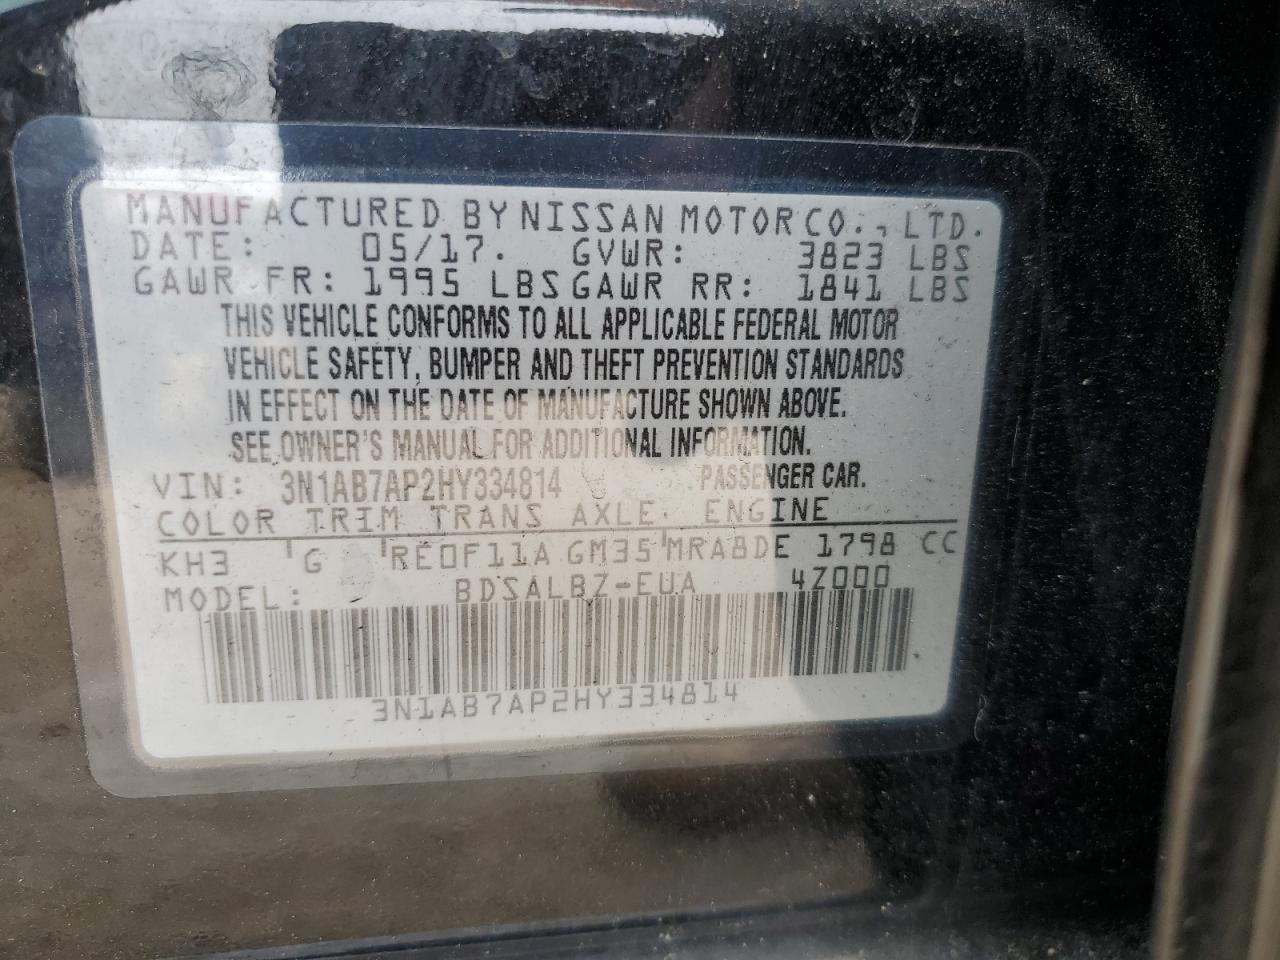 MANUFACTURED BY NISSAN MOTOR CO., LTD.
DATE: 05/17. GVWR: 3823 LBS
GAWR FR: 1995 LBS GAWR RR: 1841 LBS
THIS VEHICLE CONFORMS TO ALL APPLICABLE FEDERAL MOTOR
VEHICLE SAFETY, BUMPER AND THEFT PREVENTION STANDARDS
IN EFFECT ON THE DATE OF MANUFACTURE SHOWN ABOVE.
SEE OWNER'S MANUAL FOR ADDITIONAL INFORMATION.
VIN: 3N1AB7AP2HY334814 PASSENGER CAR.
COLOR TRIM TRANS AXLE ENGINE
KH3 G RE0F11A GM35 MRA8DE 1798 CC
MODEL: BDSALBZ-EUA 4Z000
3N1AB7AP2HY334814